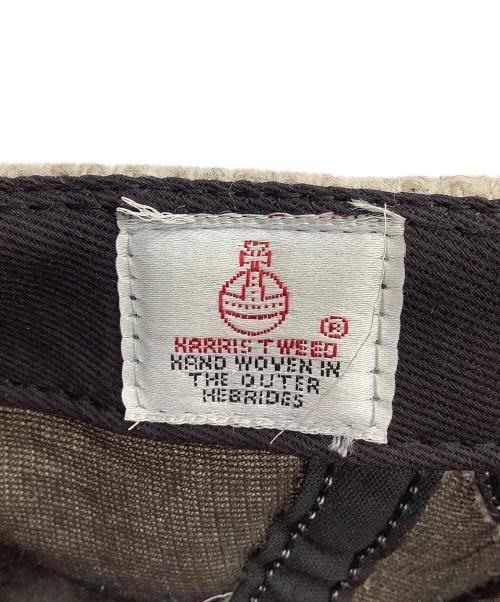 ®
HARRIS TWEED
HAND WOVEN IN
THE OUTER
HEBRIDES